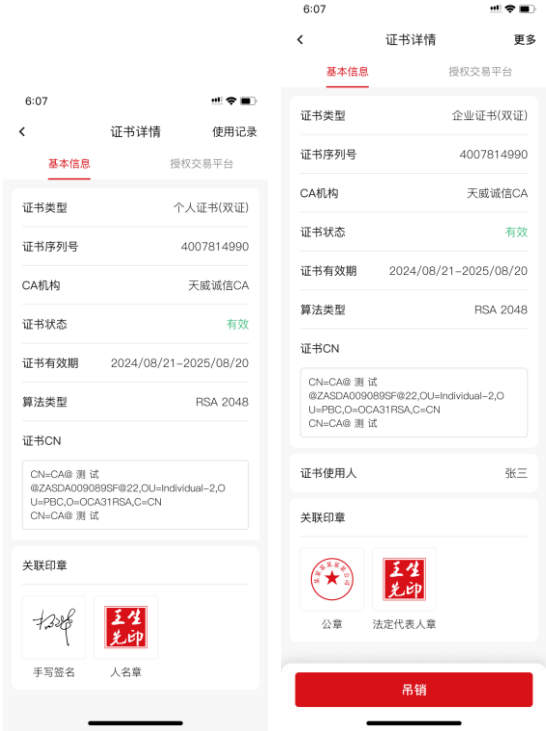 6:07
证书详情
使用记录
基本信息
授权交易平台
证书类型
个人证书(双证)
证书序列号
4007814990
CA机构
天威诚信CA
证书状态
有效
证书有效期
2024/08/21-2025/08/20
算法类型
RSA 2048
证书CN
CN=CA@ 测 试
@ZASDA009089SF@22,OU=Individual-2,O
U=PBC,O=OCA31RSA,C=CN
CN=CA@ 测 试
关联印章
王生
先印
手写签名
人名章
6:07
证书详情
更多
基本信息
授权交易平台
证书类型
企业证书(双证)
证书序列号
4007814990
CA机构
天威诚信CA
证书状态
有效
证书有效期
2024/08/21-2025/08/20
算法类型
RSA 2048
证书CN
CN=CA@ 测 试
@ZASDA009089SF@22,OU=Individual-2,O
U=PBC,O=OCA31RSA,C=CN
CN=CA@ 测 试
证书使用人
张三
关联印章
王生
先印
公章
法定代表人章
吊销